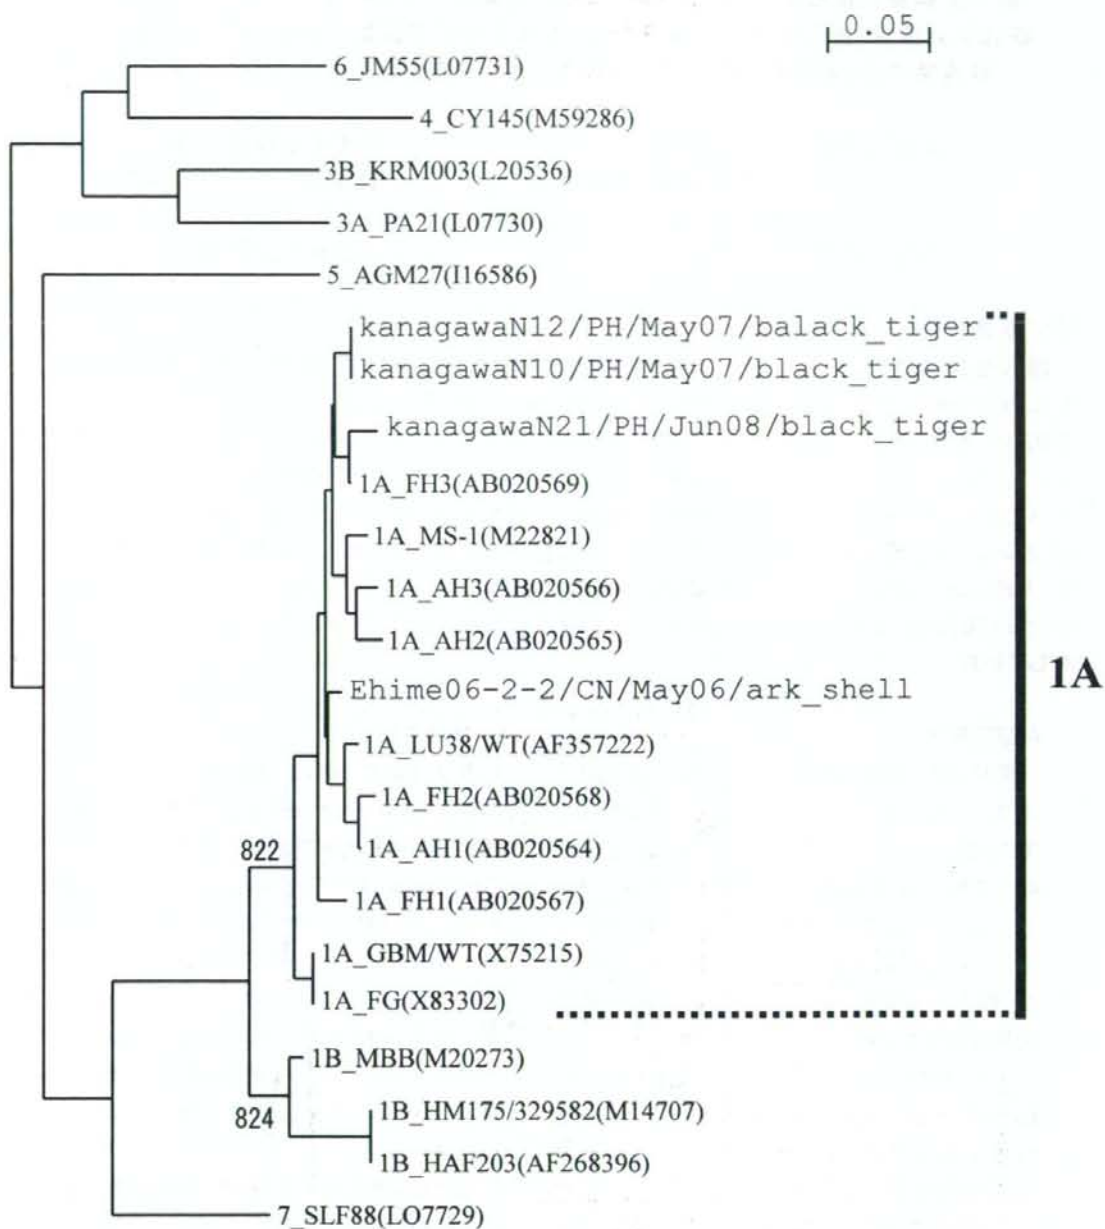 0.05
6_JM55(L07731)
4_CY145(M59286)
3B_KRM003(L20536)
3A_PA21(L07730)
5_AGM27(I16586)
kanagawaN12/PH/May07/balack_tiger
kanagawaN10/PH/May07/black_tiger
kanagawaN21/PH/Jun08/black_tiger
1A_FH3(AB020569)
1A_MS-1(M22821)
1A_AH3(AB020566)
1A_AH2(AB020565)
Ehime06-2-2/CN/May06/ark_shell
1A
1A_LU38/WT(AF357222)
1A_FH2(AB020568)
1A_AH1(AB020564)
822
1A_FH1(AB020567)
1A_GBM/WT(X75215)
1A_FG(X83302)
1B_MBB(M20273)
824
1B_HM175/329582(M14707)
1B_HAF203(AF268396)
7_SLF88(LO7729)